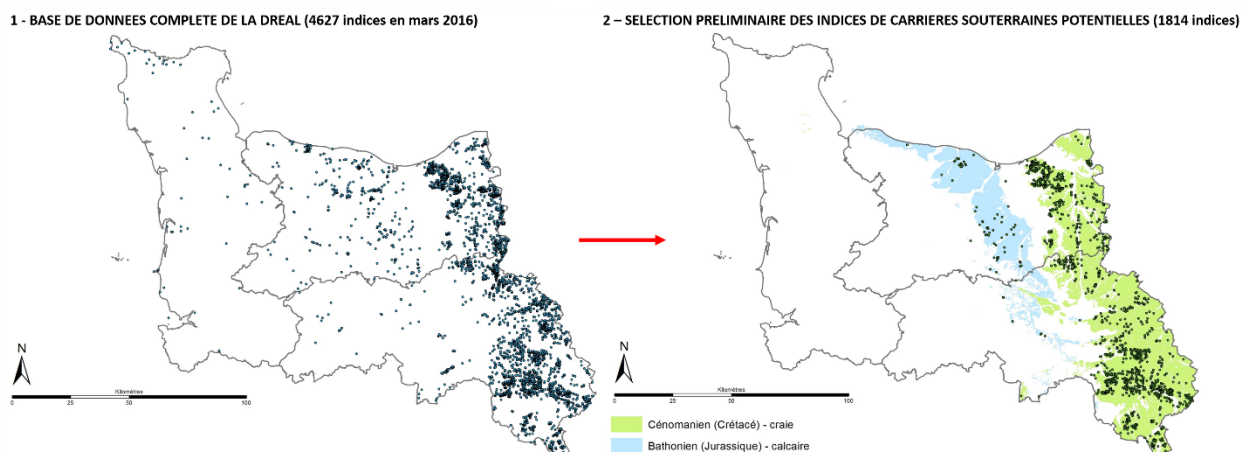 1 - BASE DE DONNEES COMPLETE DE LA DREAL (4627 indices en mars 2016)
2 – SELECTION PRELIMINAIRE DES INDICES DE CARRIERES SOUTERRAINES POTENTIELLES (1814 indices)
N
Kilomètres
0 25 50 100
N
Kilomètres
0 25 50 100
Cénomanien (Crétacé) - craie
Bathonien (Jurassique) - calcaire